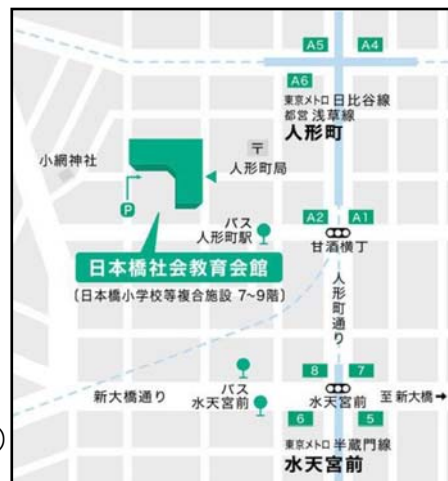 A5
A4
A6
東京メトロ 日比谷線
都営 浅草線
人形町
〒
人形町局
小網神社
P
バス
人形町駅
A2
A1
甘酒横丁
日本橋社会教育会館
〔日本橋小学校等複合施設 7~9階〕
人形町通り
8
7
バス
水天宮前
新大橋通り
水天宮前
至 新大橋➡
6
5
東京メトロ 半蔵門線
水天宮前
)